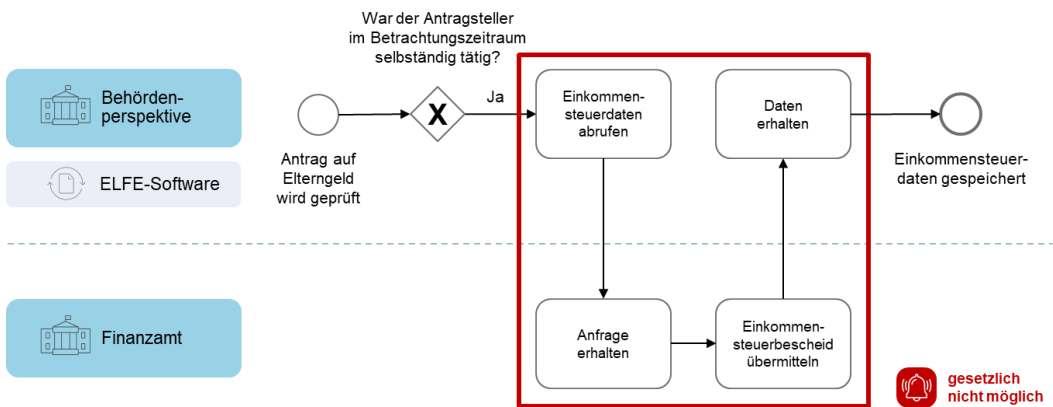 War der Antragsteller
im Betrachtungszeitraum
selbständig tätig?
Behörden-
perspektive
ELFE-Software
Antrag auf
Elterngeld
wird geprüft
X
Ja
Einkommen-
steuerdaten
abrufen
Daten
erhalten
Einkommensteuer-
daten gespeichert
Finanzamt
Anfrage
erhalten
Einkommen-
steuerbescheid
übermitteln
gesetzlich
nicht möglich